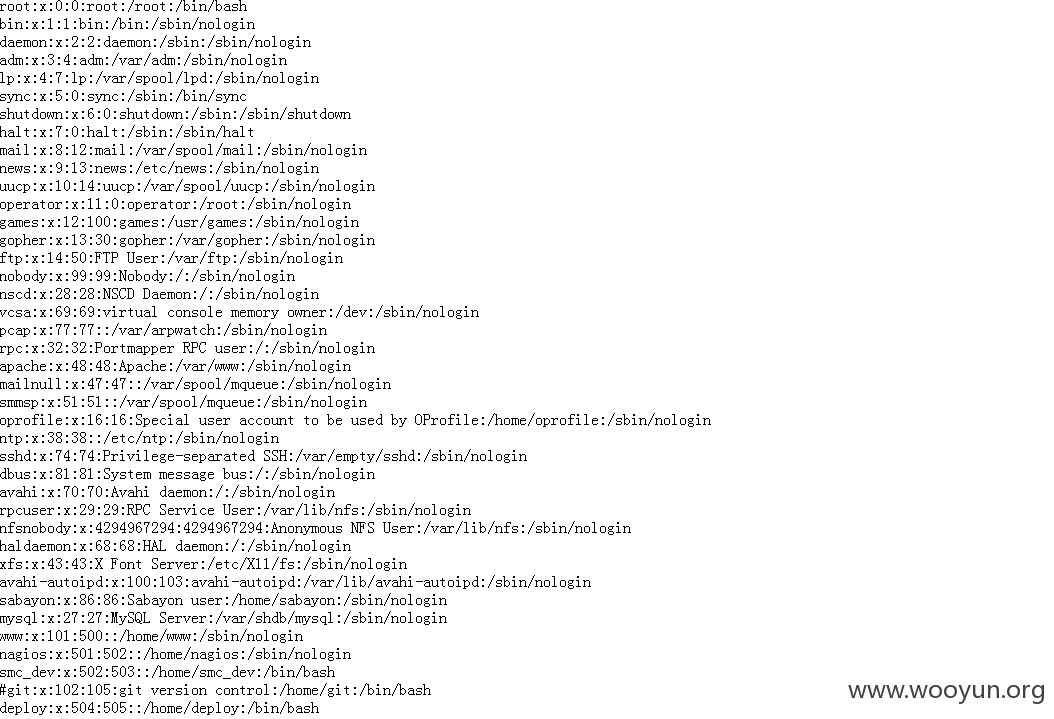 root:x:0:0:root:/root:/bin/bash
bin:x:1:1:bin:/bin:/sbin/nologin
daemon:x:2:2:daemon:/sbin:/sbin/nologin
adm:x:3:4:adm:/var/adm:/sbin/nologin
lp:x:4:7:lp:/var/spool/lpd:/sbin/nologin
sync:x:5:0:sync:/sbin:/bin/sync
shutdown:x:6:0:shutdown:/sbin:/sbin/shutdown
halt:x:7:0:halt:/sbin:/sbin/halt
mail:x:8:12:mail:/var/spool/mail:/sbin/nologin
news:x:9:13:news:/etc/news:/sbin/nologin
uucp:x:10:14:uucp:/var/spool/uucp:/sbin/nologin
operator:x:11:0:operator:/root:/sbin/nologin
games:x:12:100:games:/usr/games:/sbin/nologin
gopher:x:13:30:gopher:/var/gopher:/sbin/nologin
ftp:x:14:50:FTP User:/var/ftp:/sbin/nologin
nobody:x:99:99:Nobody:/:/sbin/nologin
nscd:x:28:28:NSCD Daemon:/:/sbin/nologin
vcsa:x:69:69:virtual console memory owner:/dev:/sbin/nologin
pcap:x:77:77::/var/arpwatch:/sbin/nologin
rpc:x:32:32:Portmapper RPC user:/:/sbin/nologin
apache:x:48:48:Apache:/var/www:/sbin/nologin
mailnull:x:47:47::/var/spool/mqueue:/sbin/nologin
smmsp:x:51:51::/var/spool/mqueue:/sbin/nologin
oprofile:x:16:16:Special user account to be used by OProfile:/home/oprofile:/sbin/nologin
ntp:x:38:38::/etc/ntp:/sbin/nologin
sshd:x:74:74:Privilege-separated SSH:/var/empty/sshd:/sbin/nologin
dbus:x:81:81:System message bus:/:/sbin/nologin
avahi:x:70:70:Avahi daemon:/:/sbin/nologin
rpcuser:x:29:29:RPC Service User:/var/lib/nfs:/sbin/nologin
nfsnobody:x:4294967294:4294967294:Anonymous NFS User:/var/lib/nfs:/sbin/nologin
haldaemon:x:68:68:HAL daemon:/:/sbin/nologin
xfs:x:43:43:X Font Server:/etc/X11/fs:/sbin/nologin
avahi-autoipd:x:100:103:avahi-autoipd:/var/lib/avahi-autoipd:/sbin/nologin
sabayon:x:86:86:Sabayon user:/home/sabayon:/sbin/nologin
mysql:x:27:27:MySQL Server:/var/shdb/mysql:/sbin/nologin
www:x:101:500::/home/www:/sbin/nologin
nagios:x:501:502::/home/nagios:/sbin/nologin
smc_dev:x:502:503::/home/smc_dev:/bin/bash
#git:x:102:105:git version control:/home/git:/bin/bash
deploy:x:504:505::/home/deploy:/bin/bash
www.wooyun.org